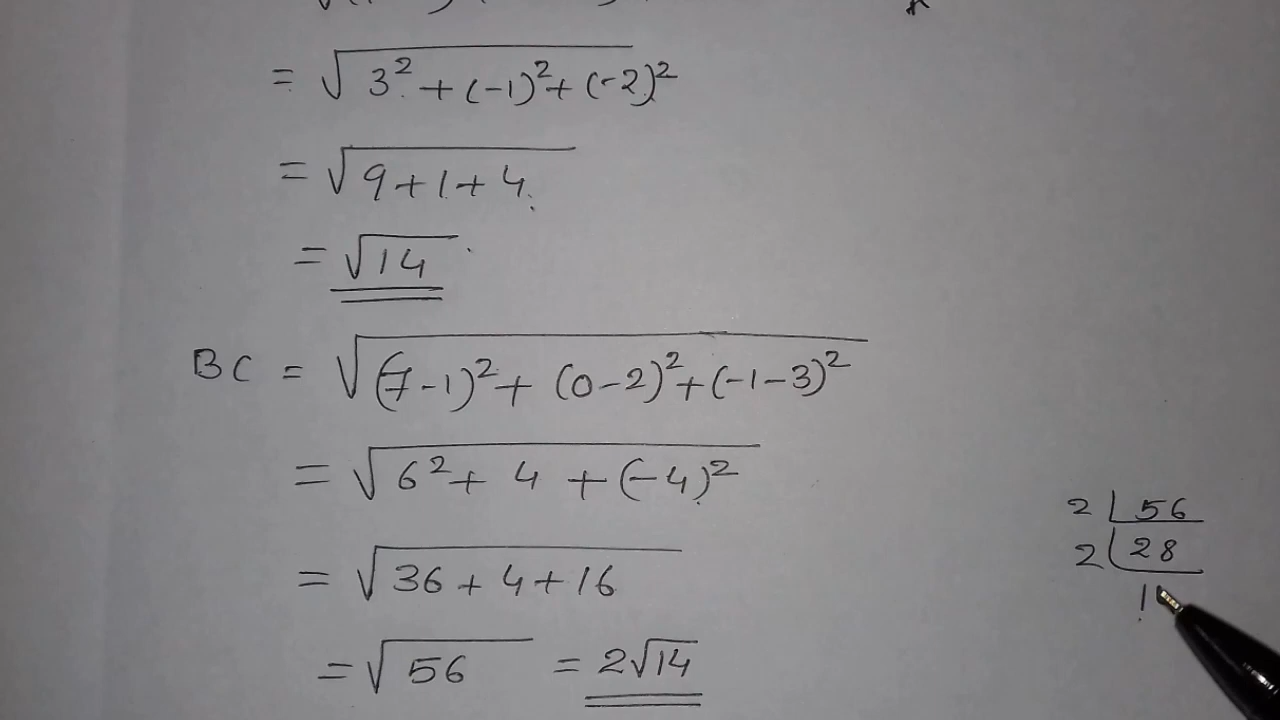 = √3² + (-1)² + (-2)²
= √9 + 1 + 4
= √14
BC = √(7-1)² + (0-2)² + (-1-3)²
= √6² + 4 + (-4)²
= √36 + 4 + 16
= √56 = 2√14
2 | 56
2 | 28